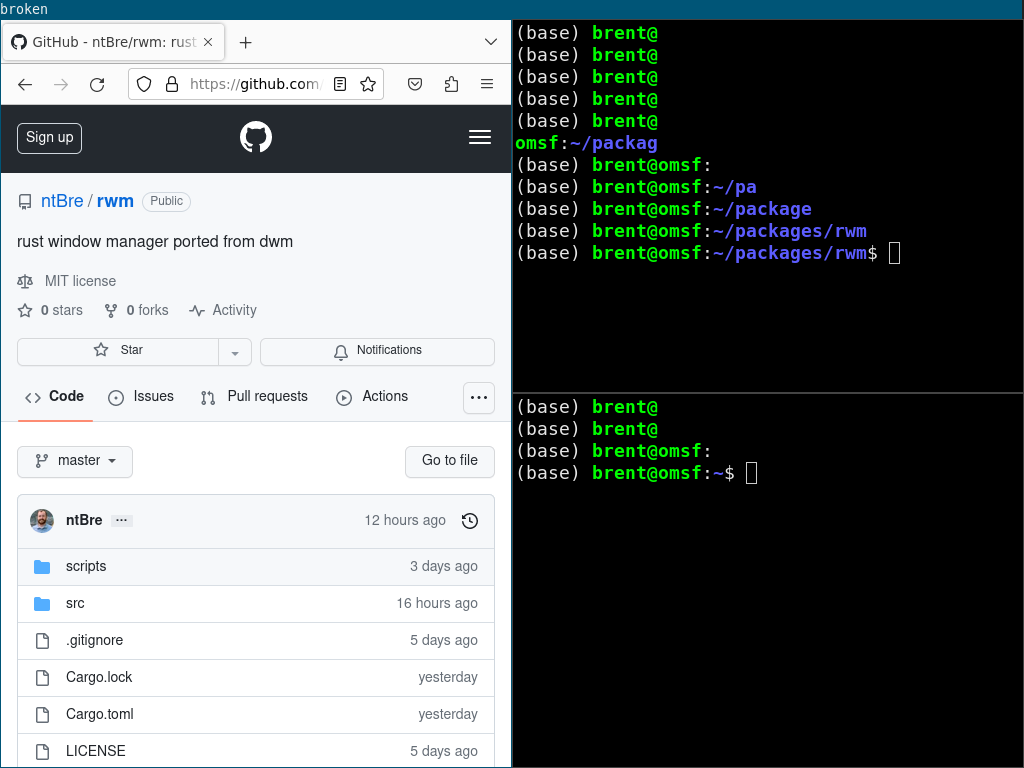 broken
GitHub - ntBre/rwm: rust
https://github.com/
Sign up
ntBre / rwm Public
rust window manager ported from dwm
MIT license
0 stars 0 forks Activity
Star Notifications
Code Issues Pull requests Actions
master Go to file
ntBre 12 hours ago
scripts 3 days ago
src 16 hours ago
.gitignore 5 days ago
Cargo.lock yesterday
Cargo.toml yesterday
LICENSE 5 days ago
(base) brent@
(base) brent@
(base) brent@
(base) brent@
(base) brent@
omsf:~/packag
(base) brent@omsf:
(base) brent@omsf:~/pa
(base) brent@omsf:~/package
(base) brent@omsf:~/packages/rwm
(base) brent@omsf:~/packages/rwm$
(base) brent@
(base) brent@
(base) brent@omsf:
(base) brent@omsf:~$